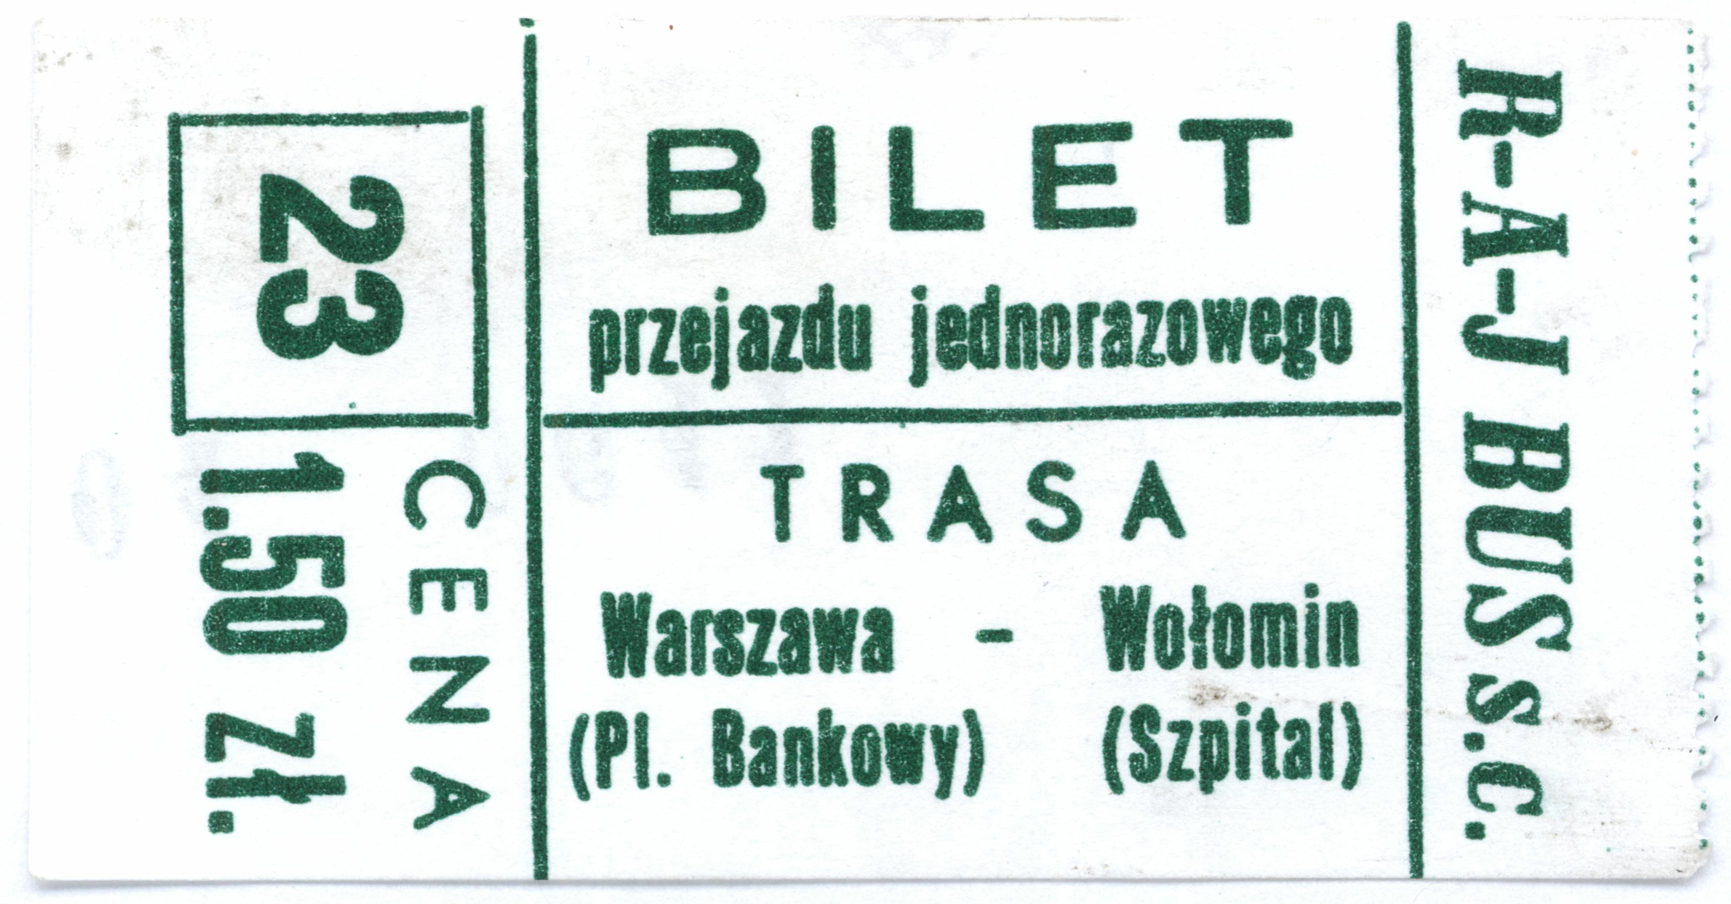 23
CENA
1.50 zł.
BILET
przejazdu jednorazowego
TRASA
Warszawa - Wołomin
(Pl. Bankowy) (Szpital)
R-A-J BUS s.c.